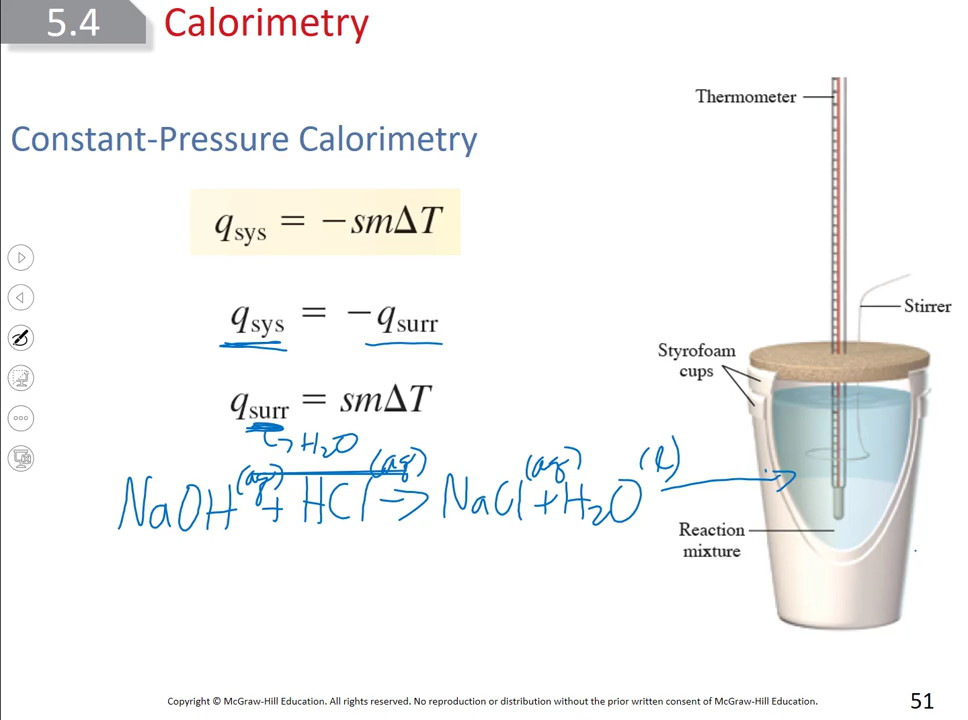 5.4 Calorimetry
Thermometer
Constant-Pressure Calorimetry
q_sys = −smΔT
q_sys = −q_surr
Stirrer
Styrofoam
cups
q_surr = smΔT
↳ H₂O
NaOH (aq) + HCl (aq) → NaCl (aq) + H₂O (l)
Reaction
mixture
Copyright © McGraw-Hill Education. All rights reserved. No reproduction or distribution without the prior written consent of McGraw-Hill Education.
51